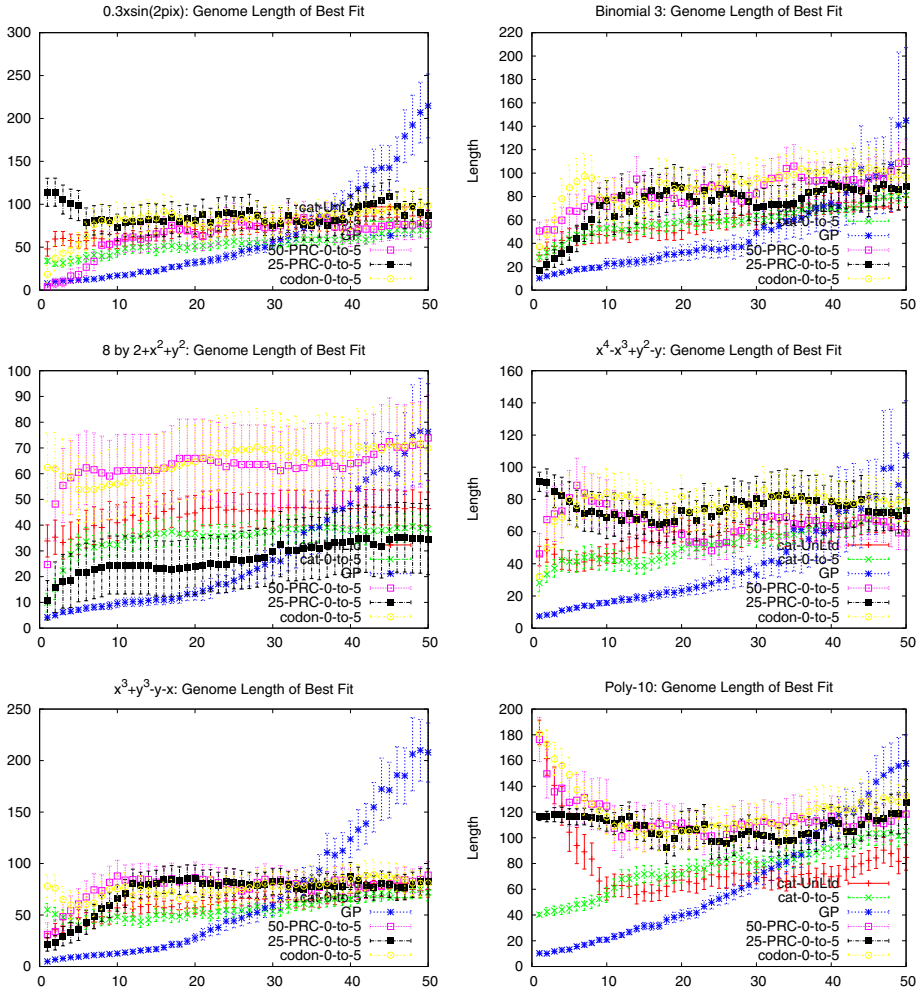 0.3xsin(2pix): Genome Length of Best Fit
300
250
200
150
100
50
0
0 10 20 30 40 50
cat-UnLtd
cat-0-to-5
GP
50-PRC-0-to-5
25-PRC-0-to-5
codon-0-to-5
Binomial 3: Genome Length of Best Fit
Length
220
200
180
160
140
120
100
80
60
40
20
0
0 10 20 30 40 50
cat-UnLtd
cat-0-to-5
GP
50-PRC-0-to-5
25-PRC-0-to-5
codon-0-to-5
8 by 2+x²+y²: Genome Length of Best Fit
100
90
80
70
60
50
40
30
20
10
0
0 10 20 30 40 50
cat-UnLtd
cat-0-to-5
GP
50-PRC-0-to-5
25-PRC-0-to-5
codon-0-to-5
x⁴-x³+y²-y: Genome Length of Best Fit
Length
160
140
120
100
80
60
40
20
0
0 10 20 30 40 50
cat-UnLtd
cat-0-to-5
GP
50-PRC-0-to-5
25-PRC-0-to-5
codon-0-to-5
x³+y³-y-x: Genome Length of Best Fit
250
200
150
100
50
0
0 10 20 30 40 50
cat-0-to-5
GP
50-PRC-0-to-5
25-PRC-0-to-5
codon-0-to-5
Poly-10: Genome Length of Best Fit
Length
200
180
160
140
120
100
80
60
40
20
0
0 10 20 30 40 50
cat-UnLtd
cat-0-to-5
GP
50-PRC-0-to-5
25-PRC-0-to-5
codon-0-to-5